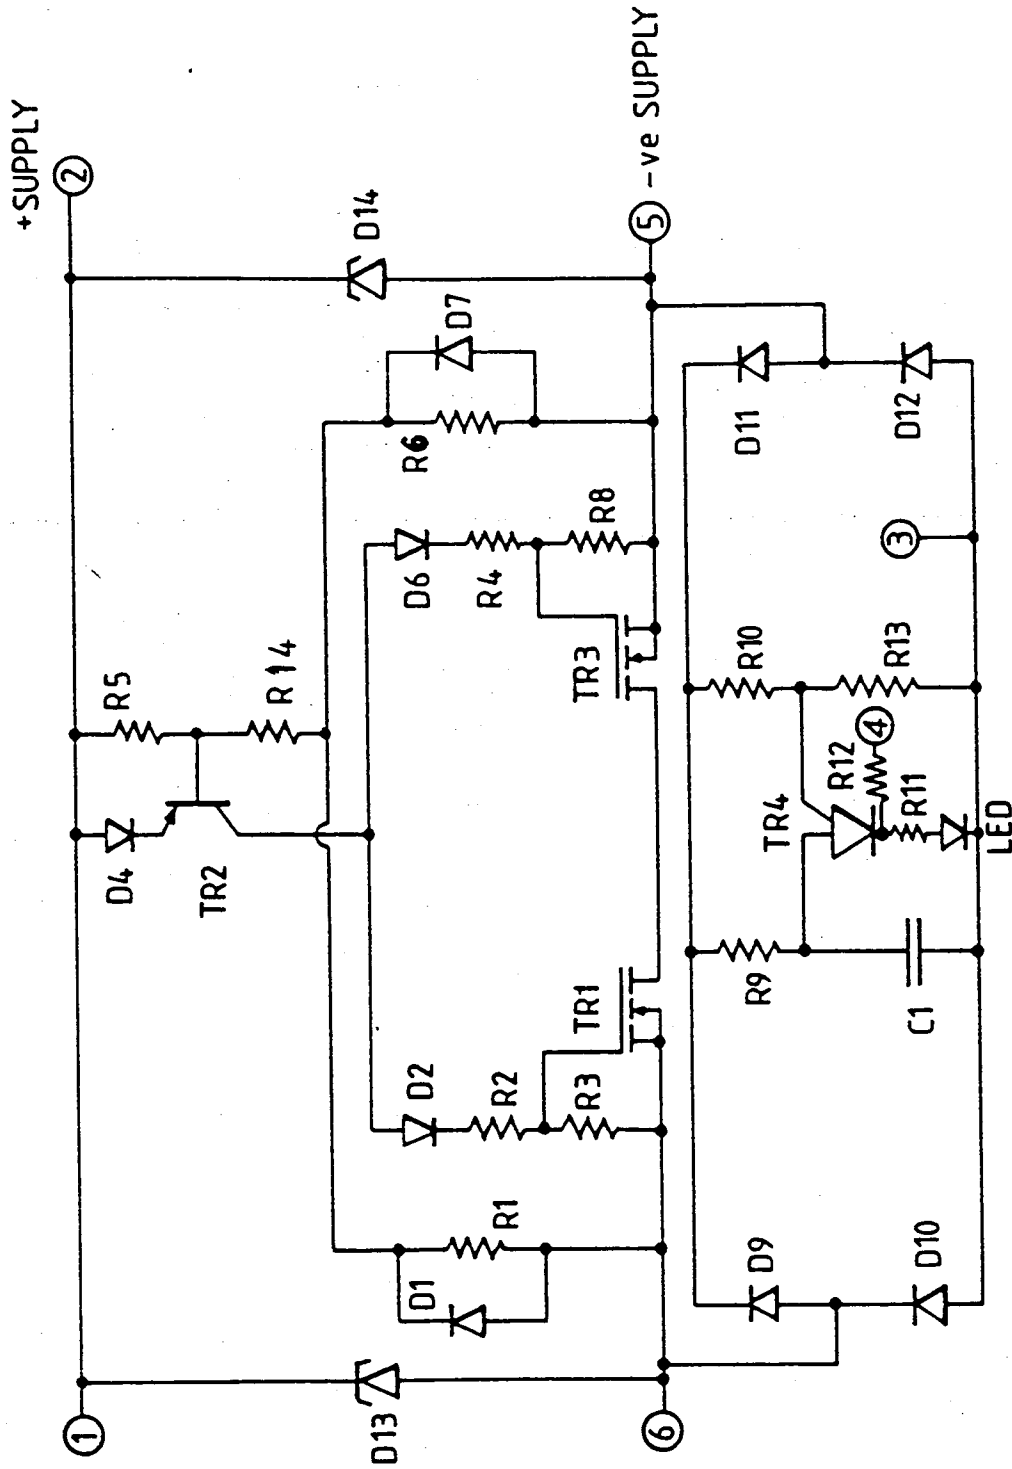 +SUPPLY
1
2
R5
D4
TR2
R14
D14
D7
R6
D1
R1
D2
R2
R3
D6
R4
R8
D13
TR1
TR3
6
5 -ve SUPPLY
D9
R9
TR4
R10
D11
R12
4
R13
3
D10
C1
R11
LED
D12